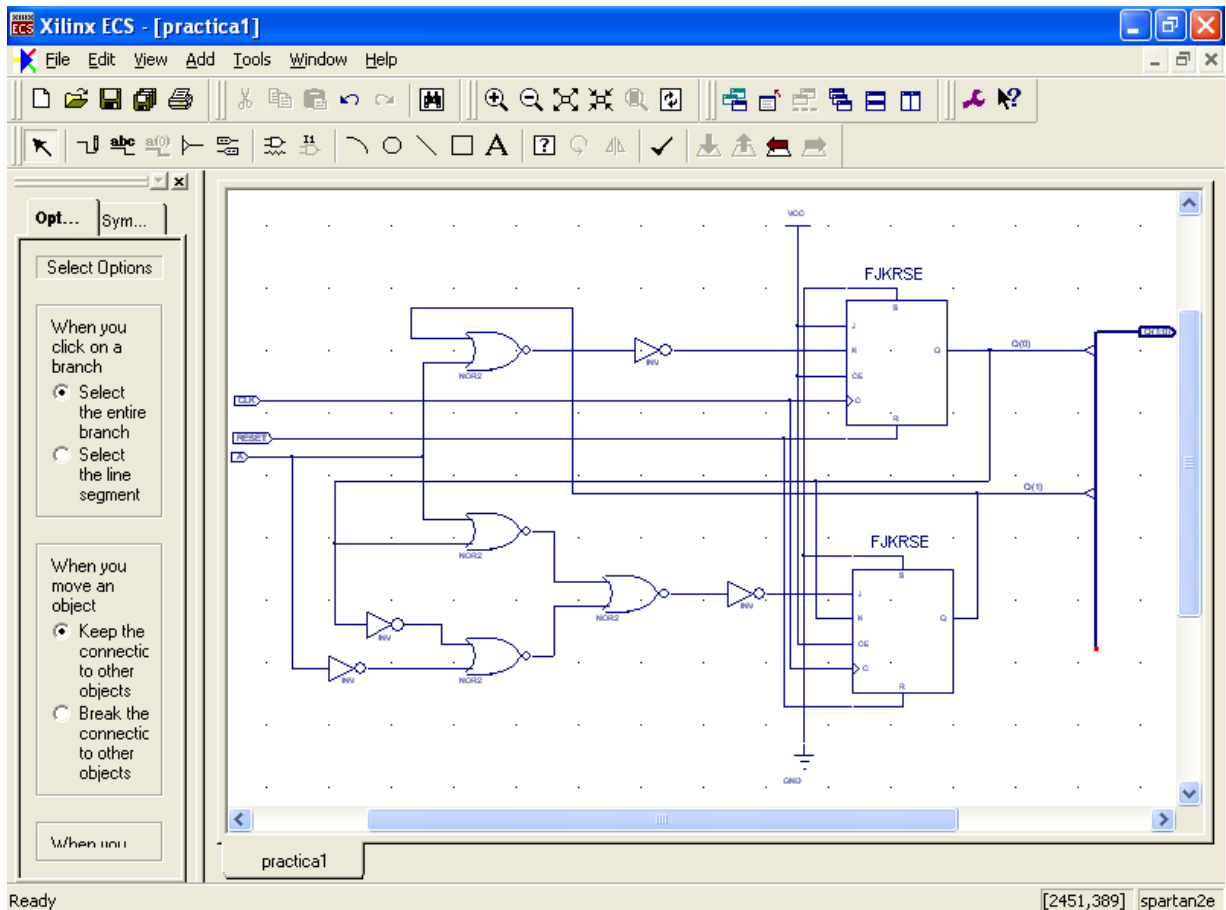 Xilinx ECS - [practica1]
File Edit View Add Tools Window Help
Opt... Sym...
Select Options
When you
click on a
branch
Select
the entire
branch
Select
the line
segment
When you
move an
object
Keep the
connectic
to other
objects
Break the
connectic
to other
objects
When you
VCC
FJKRSE
S
J
K
CE
C
R
Q
Q(0)
NOR2
INV
CLK
RESET
A
Q(1)
NOR2
NOR2
INV
NOR2
INV
INV
FJKRSE
S
J
K
CE
C
R
Q
GND
practica1
Ready [2451,389] spartan2e